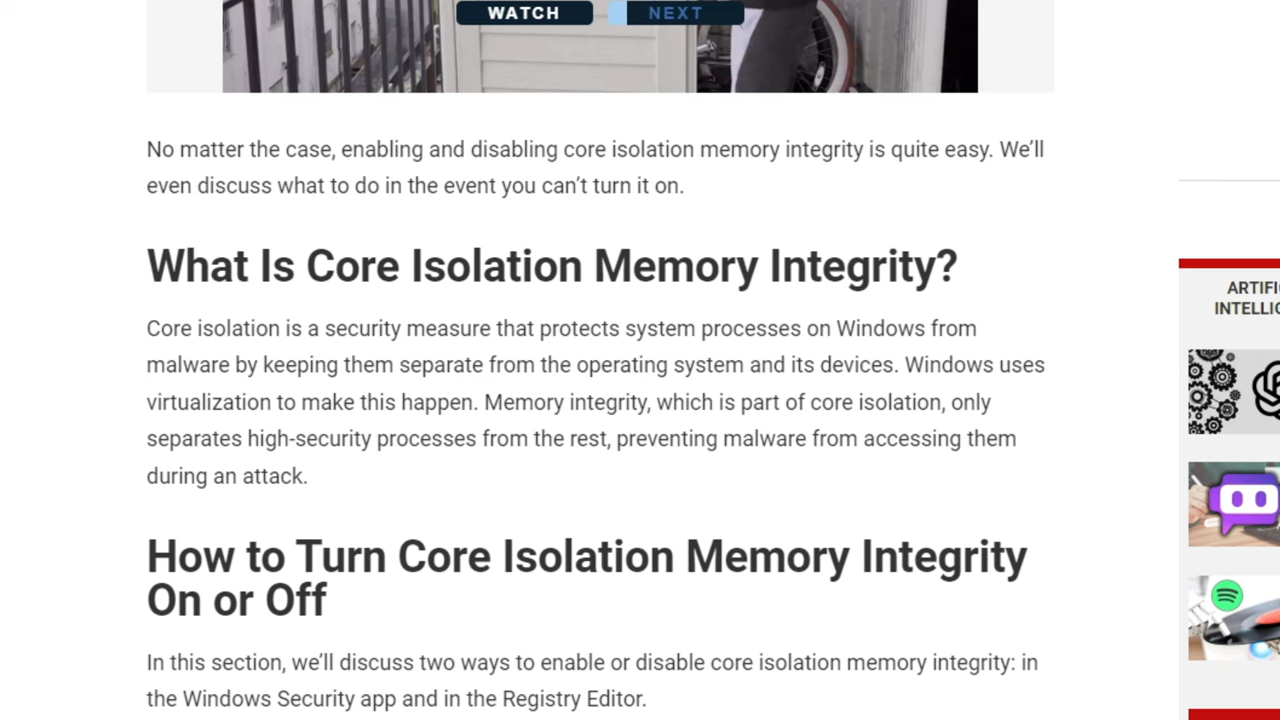 WATCH NEXT
No matter the case, enabling and disabling core isolation memory integrity is quite easy. We’ll
even discuss what to do in the event you can’t turn it on.
What Is Core Isolation Memory Integrity?
Core isolation is a security measure that protects system processes on Windows from
malware by keeping them separate from the operating system and its devices. Windows uses
virtualization to make this happen. Memory integrity, which is part of core isolation, only
separates high-security processes from the rest, preventing malware from accessing them
during an attack.
How to Turn Core Isolation Memory Integrity
On or Off
In this section, we’ll discuss two ways to enable or disable core isolation memory integrity: in
the Windows Security app and in the Registry Editor.